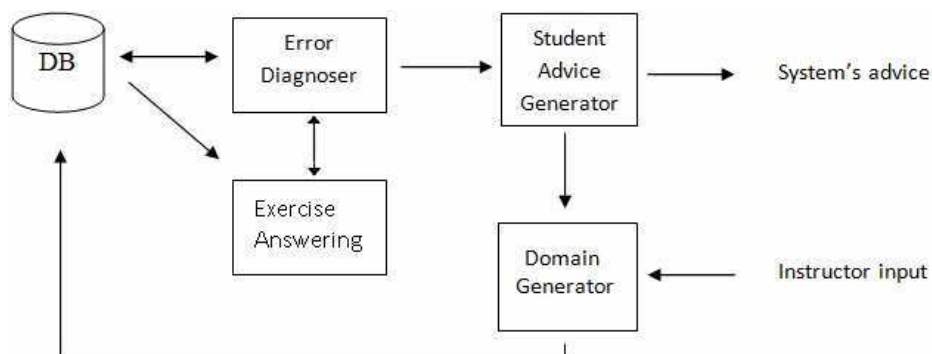 DB
Error
Diagnoser
Student
Advice
Generator
System's advice
Exercise
Answering
Domain
Generator
Instructor input